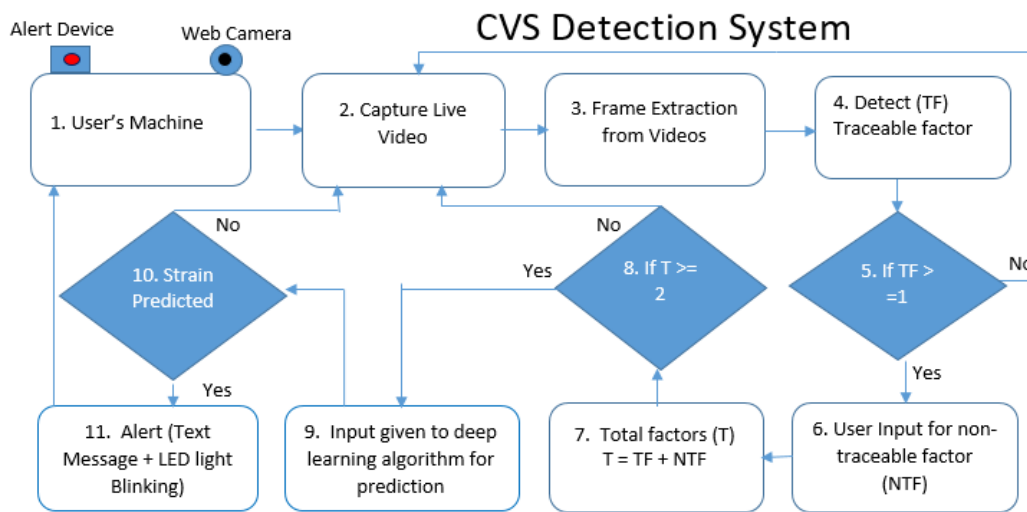 CVS Detection System
Alert Device
Web Camera
1. User's Machine
2. Capture Live
Video
3. Frame Extraction
from Videos
4. Detect (TF)
Traceable factor
No
10. Strain
Predicted
Yes
No
8. If T >=
2
5. If TF >
=1
No
Yes
Yes
11. Alert (Text
Message + LED light
Blinking)
9. Input given to deep
learning algorithm for
prediction
7. Total factors (T)
T = TF + NTF
6. User Input for non-
traceable factor
(NTF)